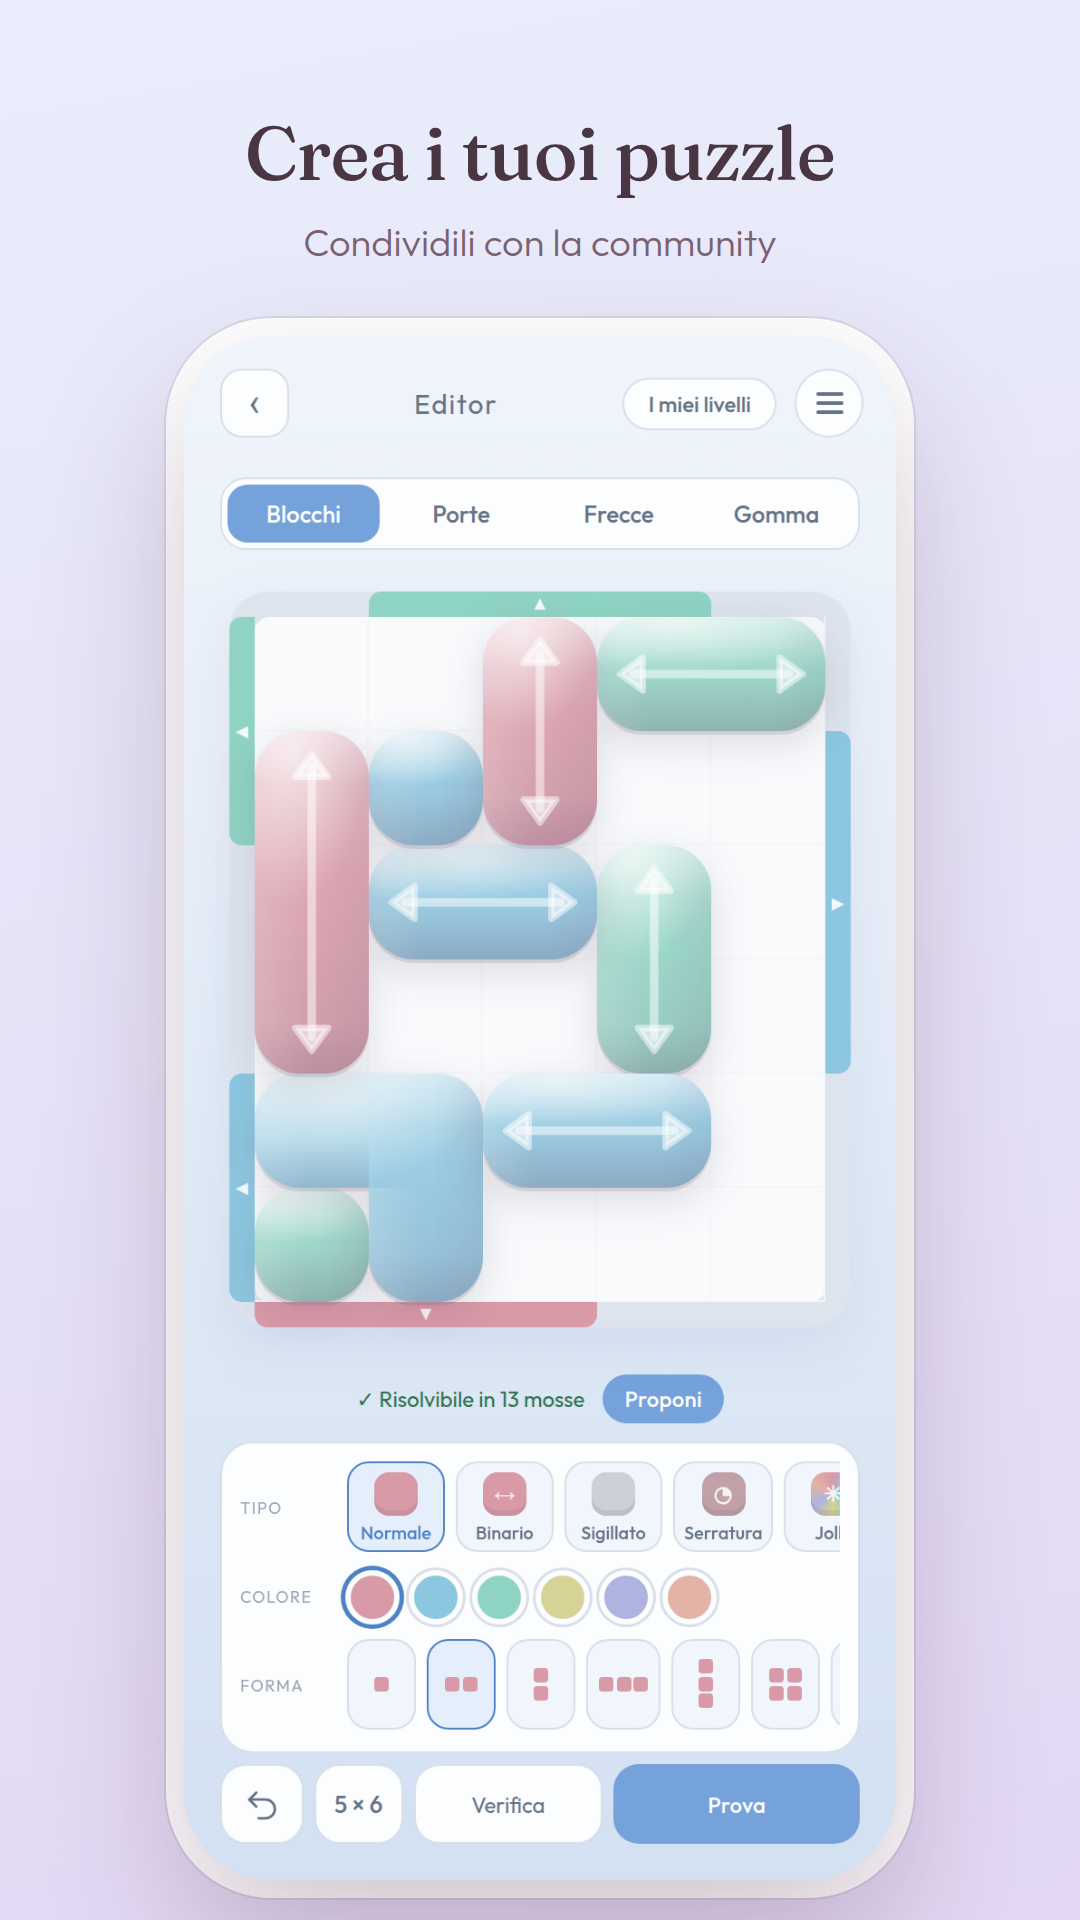 Crea i tuoi puzzle
Condividili con la community
Editor
I miei livelli
Blocchi
Porte
Frecce
Gomma
✓ Risolvibile in 13 mosse
Proponi
TIPO
Normale
Binario
Sigillato
Serratura
Joll
COLORE
FORMA
5 × 6
Verifica
Prova